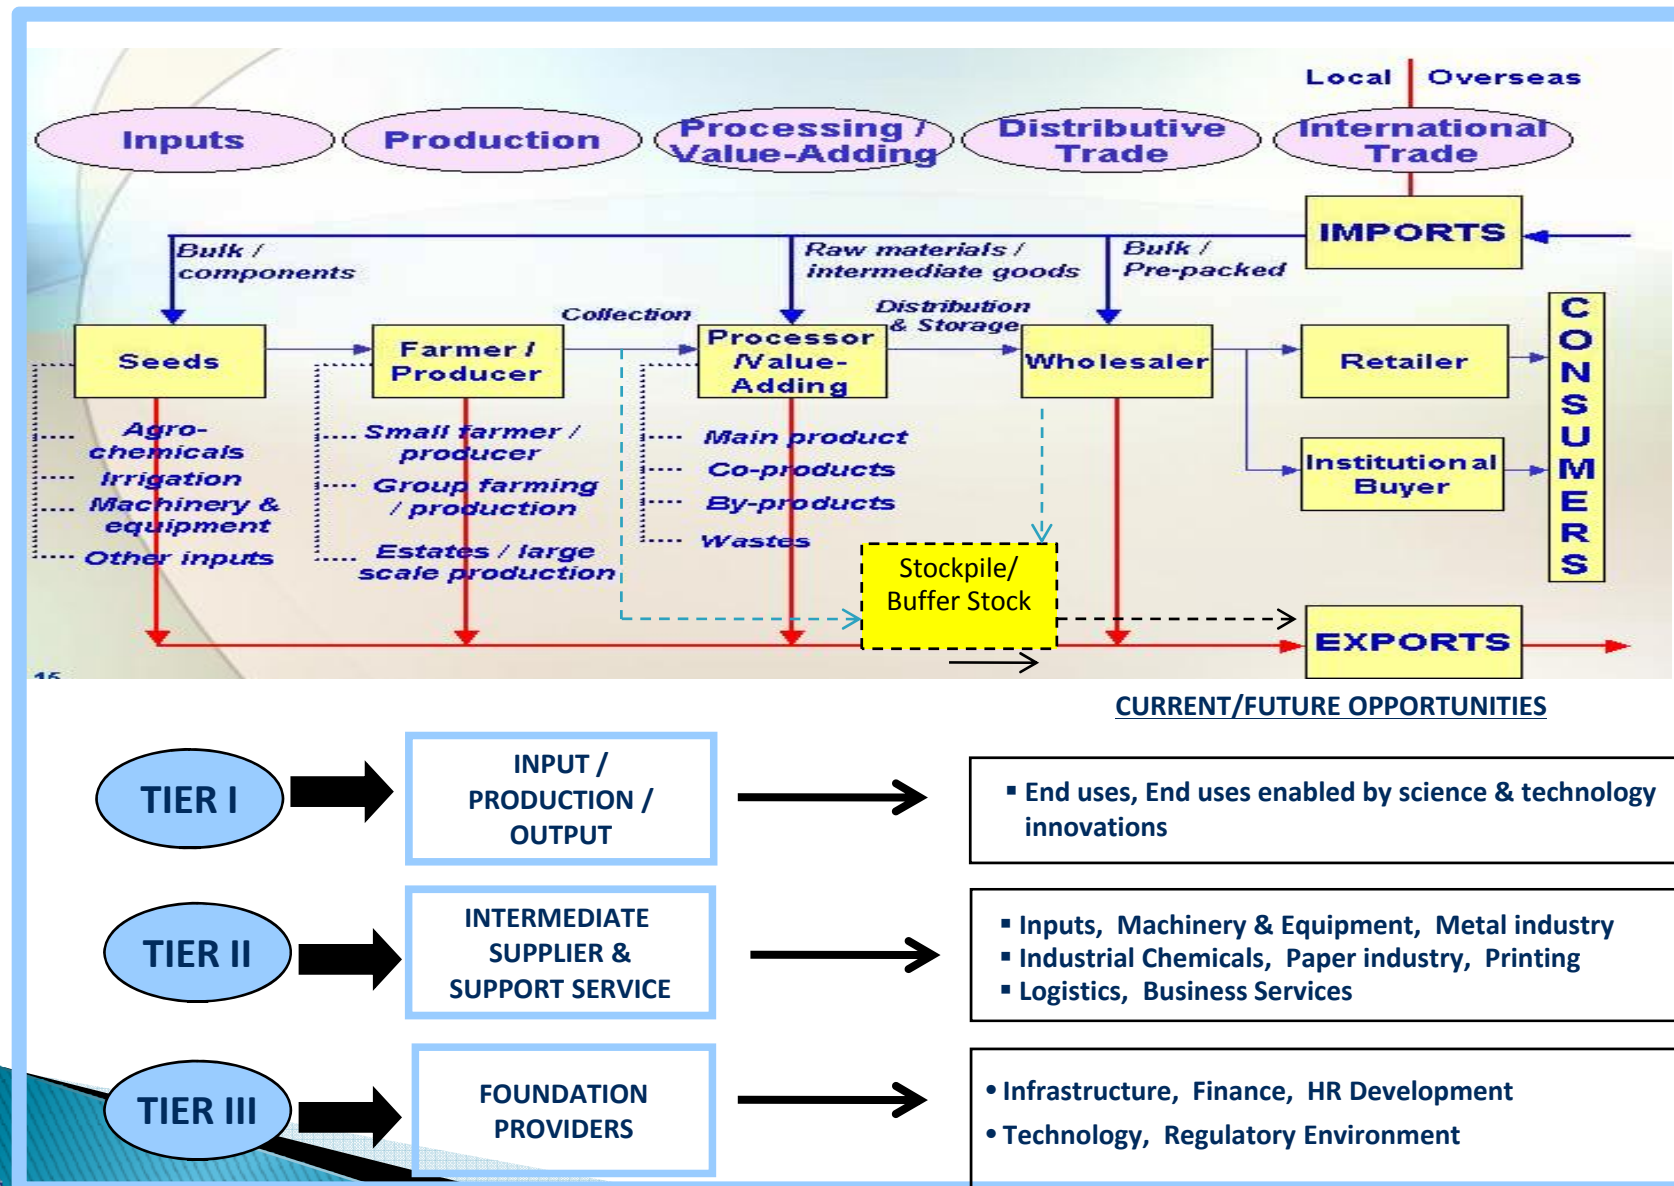 Local Overseas
Inputs
Production
Processing /
Value-Adding
Distributive
Trade
International
Trade
IMPORTS
Bulk /
components
Raw materials /
intermediate goods
Bulk /
Pre-packed
Collection
Distribution
& Storage
Seeds
Farmer /
Producer
Processor
/Value-
Adding
Wholesaler
Retailer
Institutional
Buyer
CONSUMERS
Agro-
chemicals
Irrigation
Machinery &
equipment
Other inputs
Small farmer /
producer
Group farming
/ production
Estates / large
scale production
Main product
Co-products
By-products
Wastes
Stockpile/
Buffer Stock
EXPORTS
15
CURRENT/FUTURE OPPORTUNITIES
TIER I
INPUT /
PRODUCTION /
OUTPUT
▪ End uses, End uses enabled by science & technology
innovations
TIER II
INTERMEDIATE
SUPPLIER &
SUPPORT SERVICE
▪ Inputs, Machinery & Equipment, Metal industry
▪ Industrial Chemicals, Paper industry, Printing
▪ Logistics, Business Services
TIER III
FOUNDATION
PROVIDERS
• Infrastructure, Finance, HR Development
• Technology, Regulatory Environment